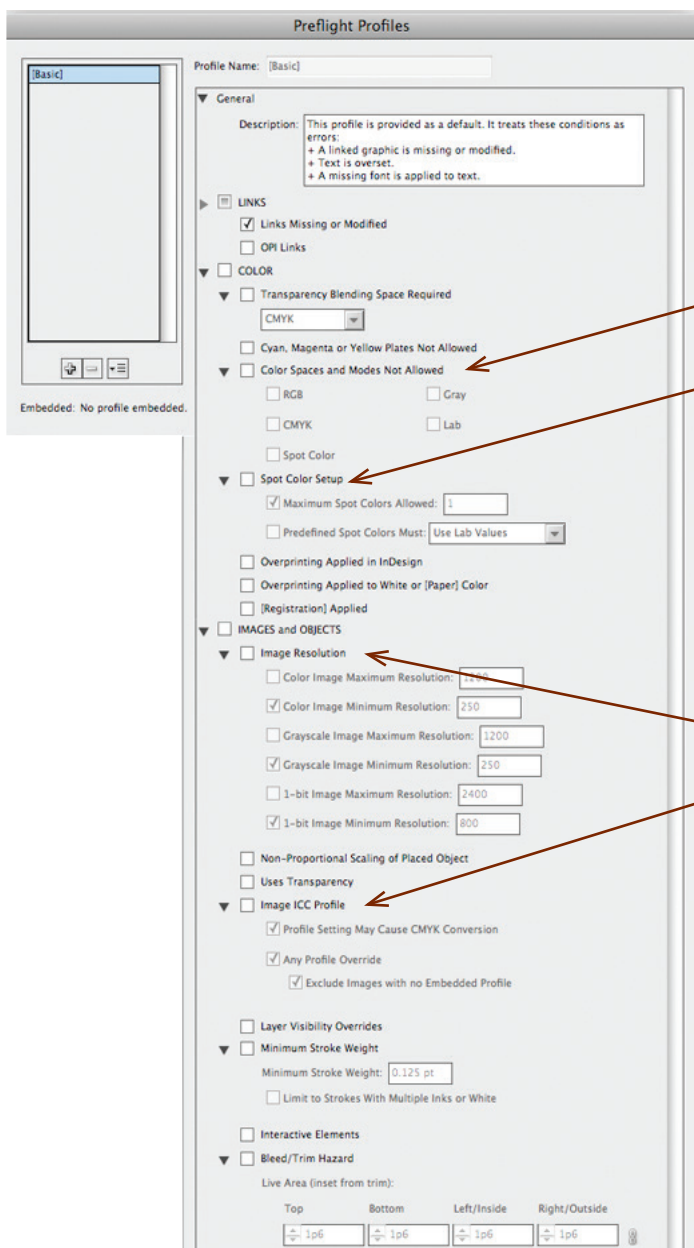 Preflight Profiles
[Basic]
Profile Name: [Basic]
General
Description: This profile is provided as a default. It treats these conditions as
errors:
+ A linked graphic is missing or modified.
+ Text is overset.
+ A missing font is applied to text.
LINKS
Links Missing or Modified
OPI Links
COLOR
Transparency Blending Space Required
CMYK
Cyan, Magenta or Yellow Plates Not Allowed
Color Spaces and Modes Not Allowed
RGB Gray
CMYK Lab
Spot Color
Embedded: No profile embedded.
Spot Color Setup
Maximum Spot Colors Allowed: 1
Predefined Spot Colors Must: Use Lab Values
Overprinting Applied in InDesign
Overprinting Applied to White or [Paper] Color
[Registration] Applied
IMAGES and OBJECTS
Image Resolution
Color Image Maximum Resolution: 1200
Color Image Minimum Resolution: 250
Grayscale Image Maximum Resolution: 1200
Grayscale Image Minimum Resolution: 250
1-bit Image Maximum Resolution: 2400
1-bit Image Minimum Resolution: 800
Non-Proportional Scaling of Placed Object
Uses Transparency
Image ICC Profile
Profile Setting May Cause CMYK Conversion
Any Profile Override
Exclude Images with no Embedded Profile
Layer Visibility Overrides
Minimum Stroke Weight
Minimum Stroke Weight: 0.125 pt
Limit to Strokes With Multiple Inks or White
Interactive Elements
Bleed/Trim Hazard
Live Area (inset from trim):
Top Bottom Left/Inside Right/Outside
1p6 1p6 1p6 1p6